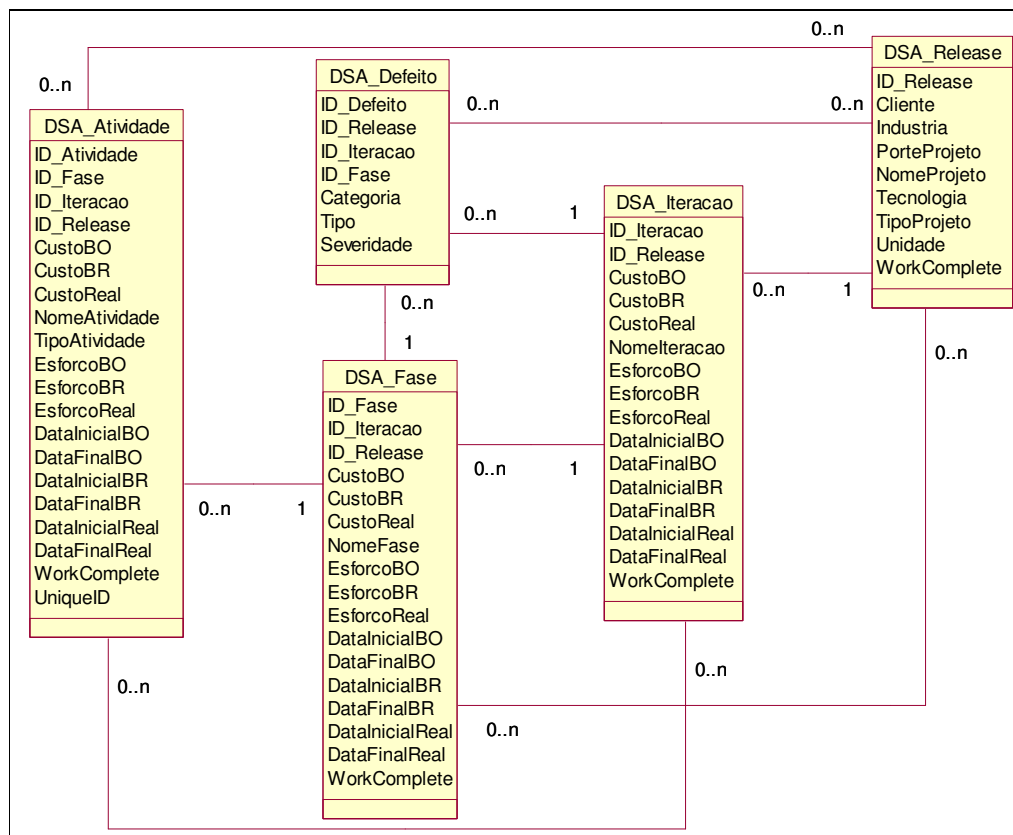 0..n
0..n
DSA_Atividade
ID_Atividade
ID_Fase
ID_Iteracao
ID_Release
CustoBO
CustoBR
CustoReal
NomeAtividade
TipoAtividade
EsforcoBO
EsforcoBR
EsforcoReal
DataInicialBO
DataFinalBO
DataInicialBR
DataFinalBR
DataInicialReal
DataFinalReal
WorkComplete
UniqueID
DSA_Defeito
ID_Defeito
ID_Release
ID_Iteracao
ID_Fase
Categoria
Tipo
Severidade
0..n
0..n
0..n
1
0..n
1
DSA_Release
ID_Release
Cliente
Industria
PorteProjeto
NomeProjeto
Tecnologia
TipoProjeto
Unidade
WorkComplete
DSA_Iteracao
ID_Iteracao
ID_Release
CustoBO
CustoBR
CustoReal
NomeIteracao
EsforcoBO
EsforcoBR
EsforcoReal
DataInicialBO
DataFinalBO
DataInicialBR
DataFinalBR
DataInicialReal
DataFinalReal
WorkComplete
0..n
1
0..n
DSA_Fase
ID_Fase
ID_Iteracao
ID_Release
CustoBO
CustoBR
CustoReal
NomeFase
EsforcoBO
EsforcoBR
EsforcoReal
DataInicialBO
DataFinalBO
DataInicialBR
DataFinalBR
DataInicialReal
DataFinalReal
WorkComplete
0..n
1
0..n
1
0..n
0..n
0..n